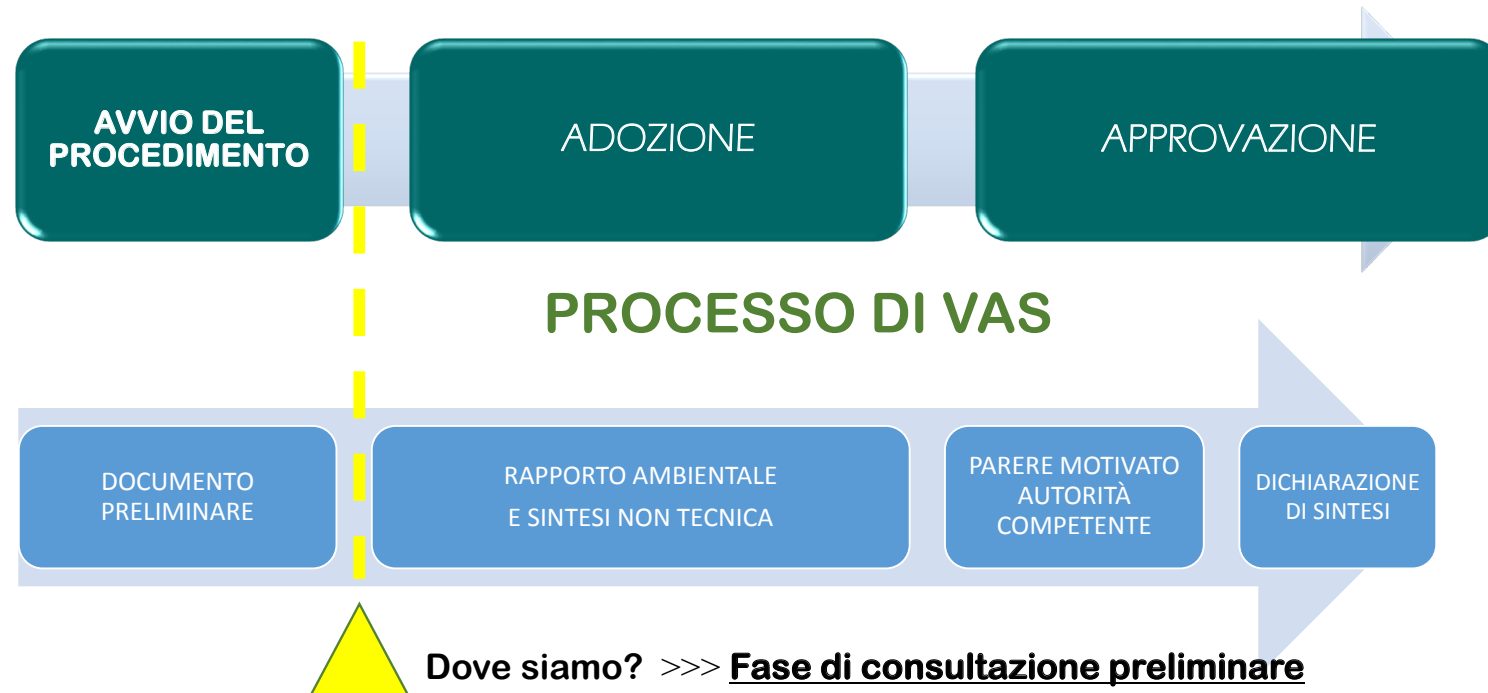 AVVIO DEL
PROCEDIMENTO
ADOZIONE
APPROVAZIONE
PROCESSO DI VAS
DOCUMENTO
PRELIMINARE
RAPPORTO AMBIENTALE
E SINTESI NON TECNICA
PARERE MOTIVATO
AUTORITÀ
COMPETENTE
DICHIARAZIONE
DI SINTESI
Dove siamo? >>> Fase di consultazione preliminare